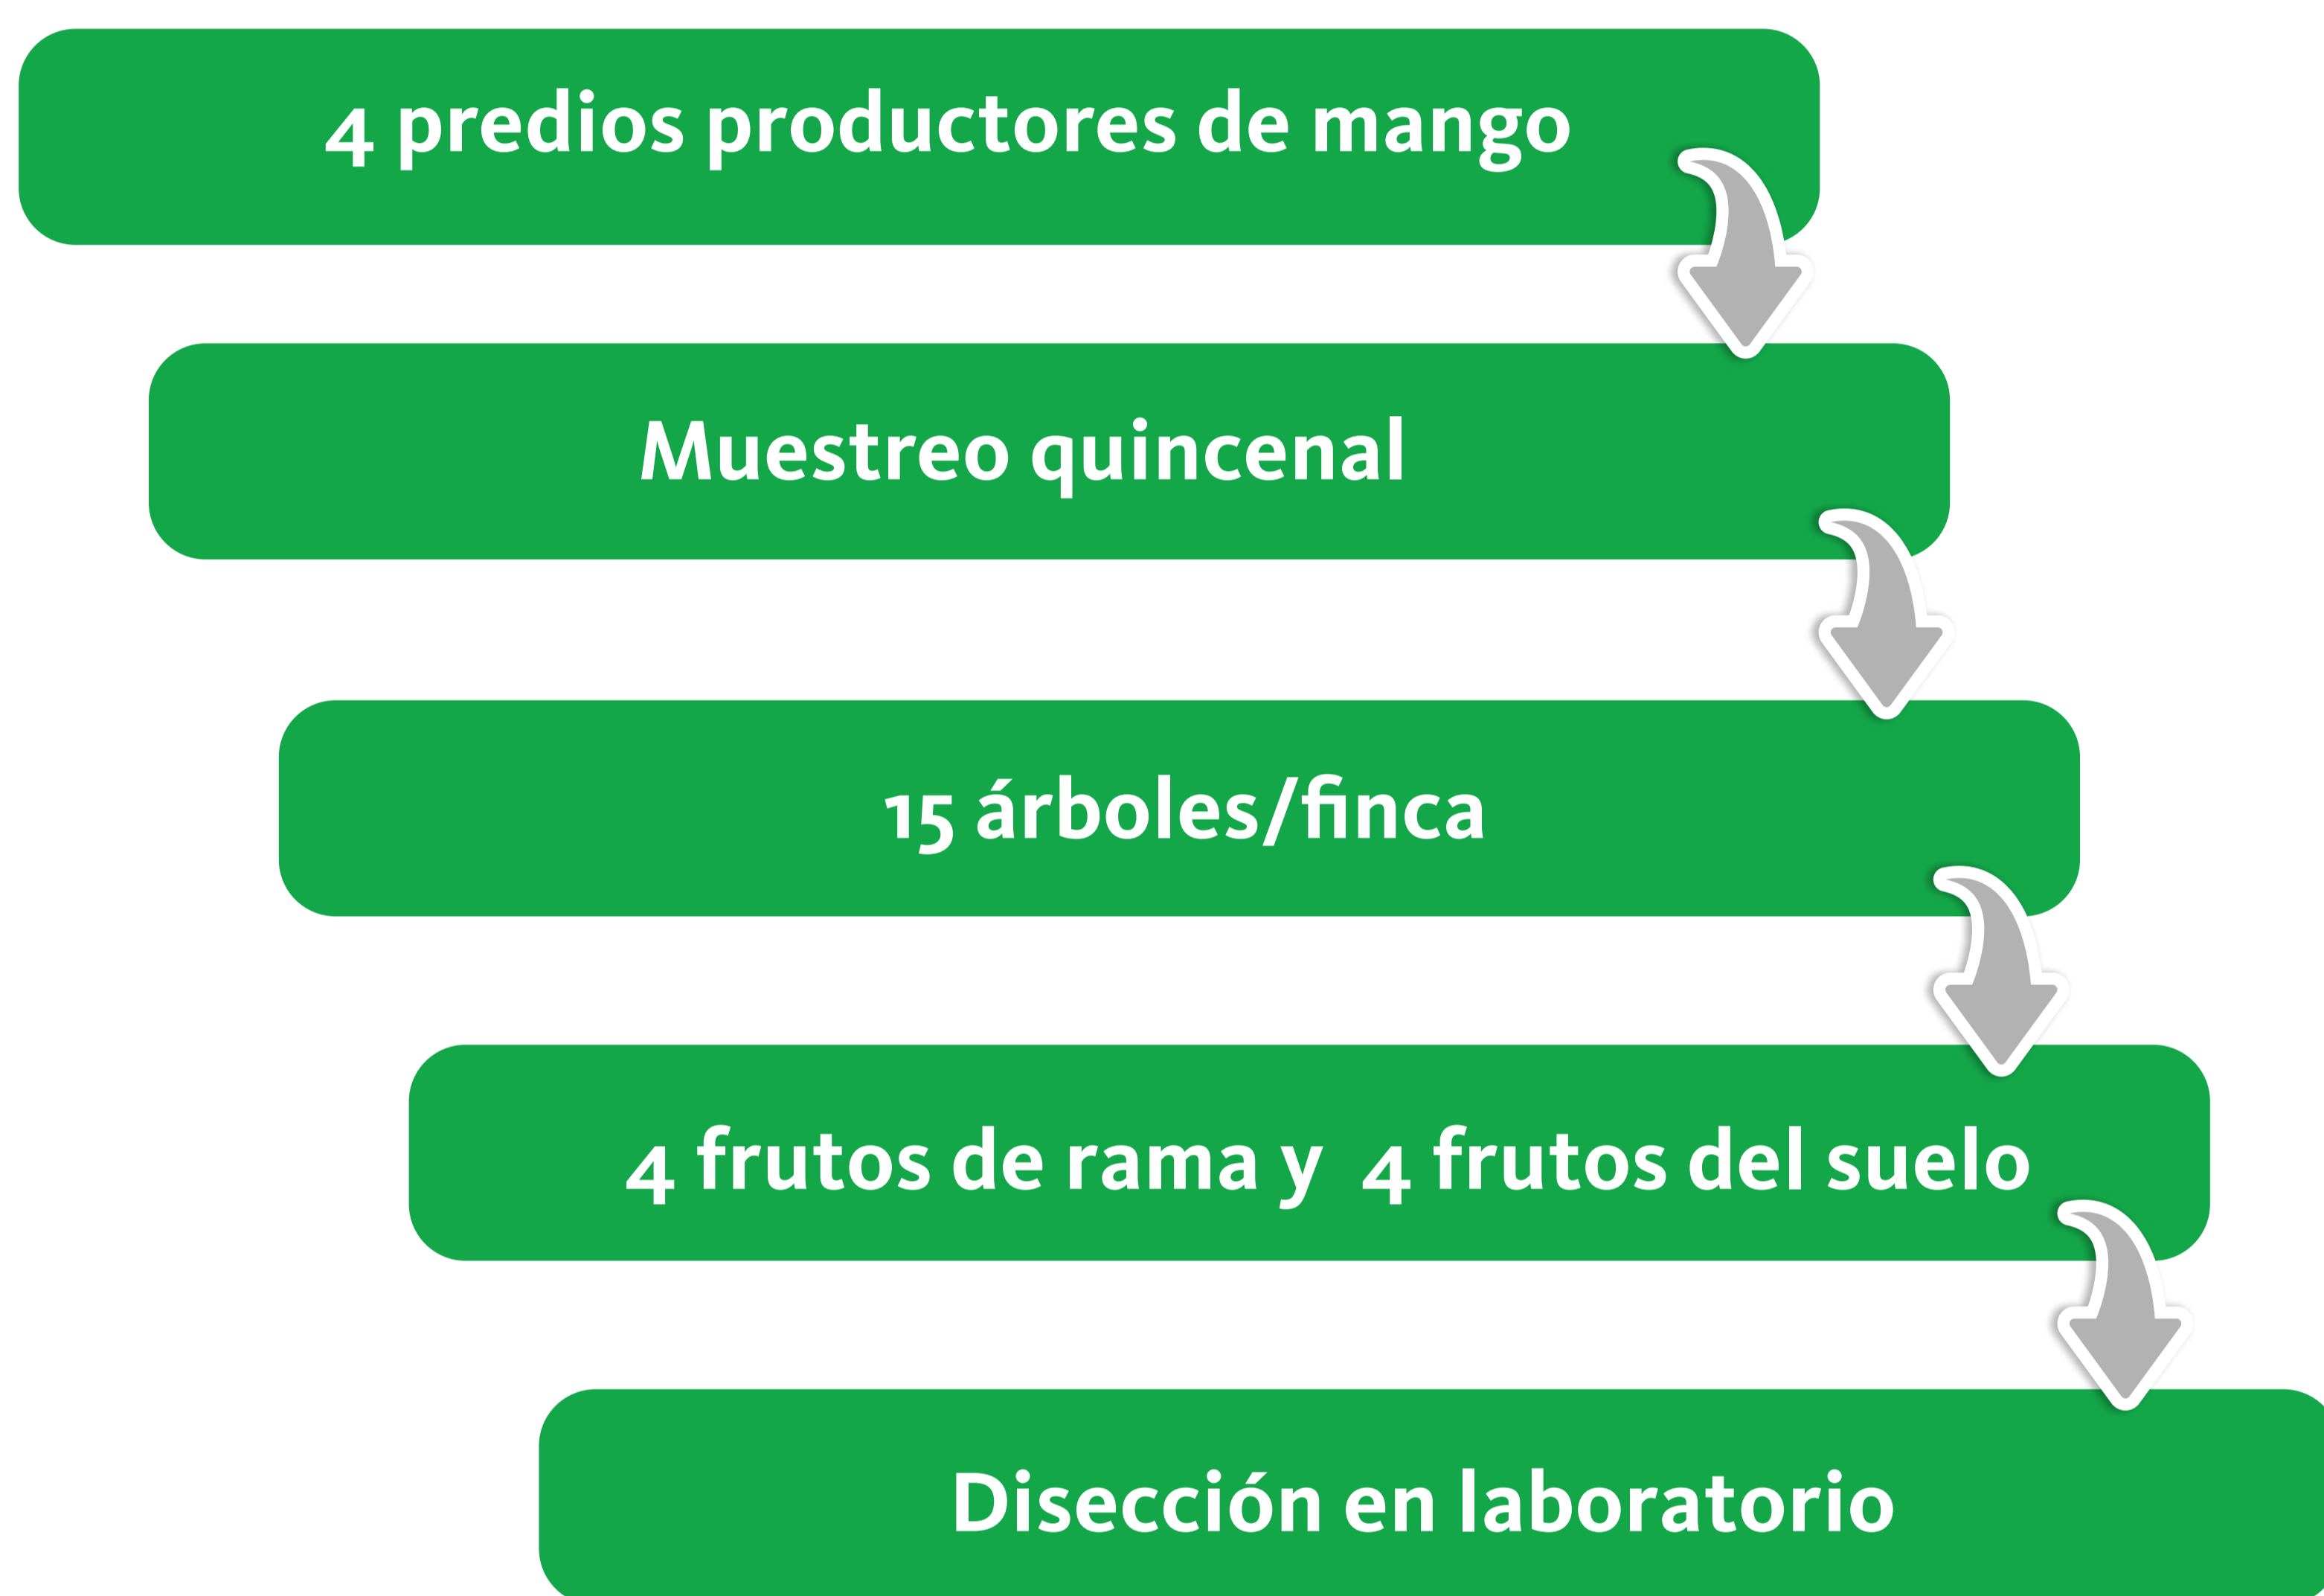 4 predios productores de mango
Muestreo quincenal
15 árboles/finca
4 frutos de rama y 4 frutos del suelo
Disección en laboratorio